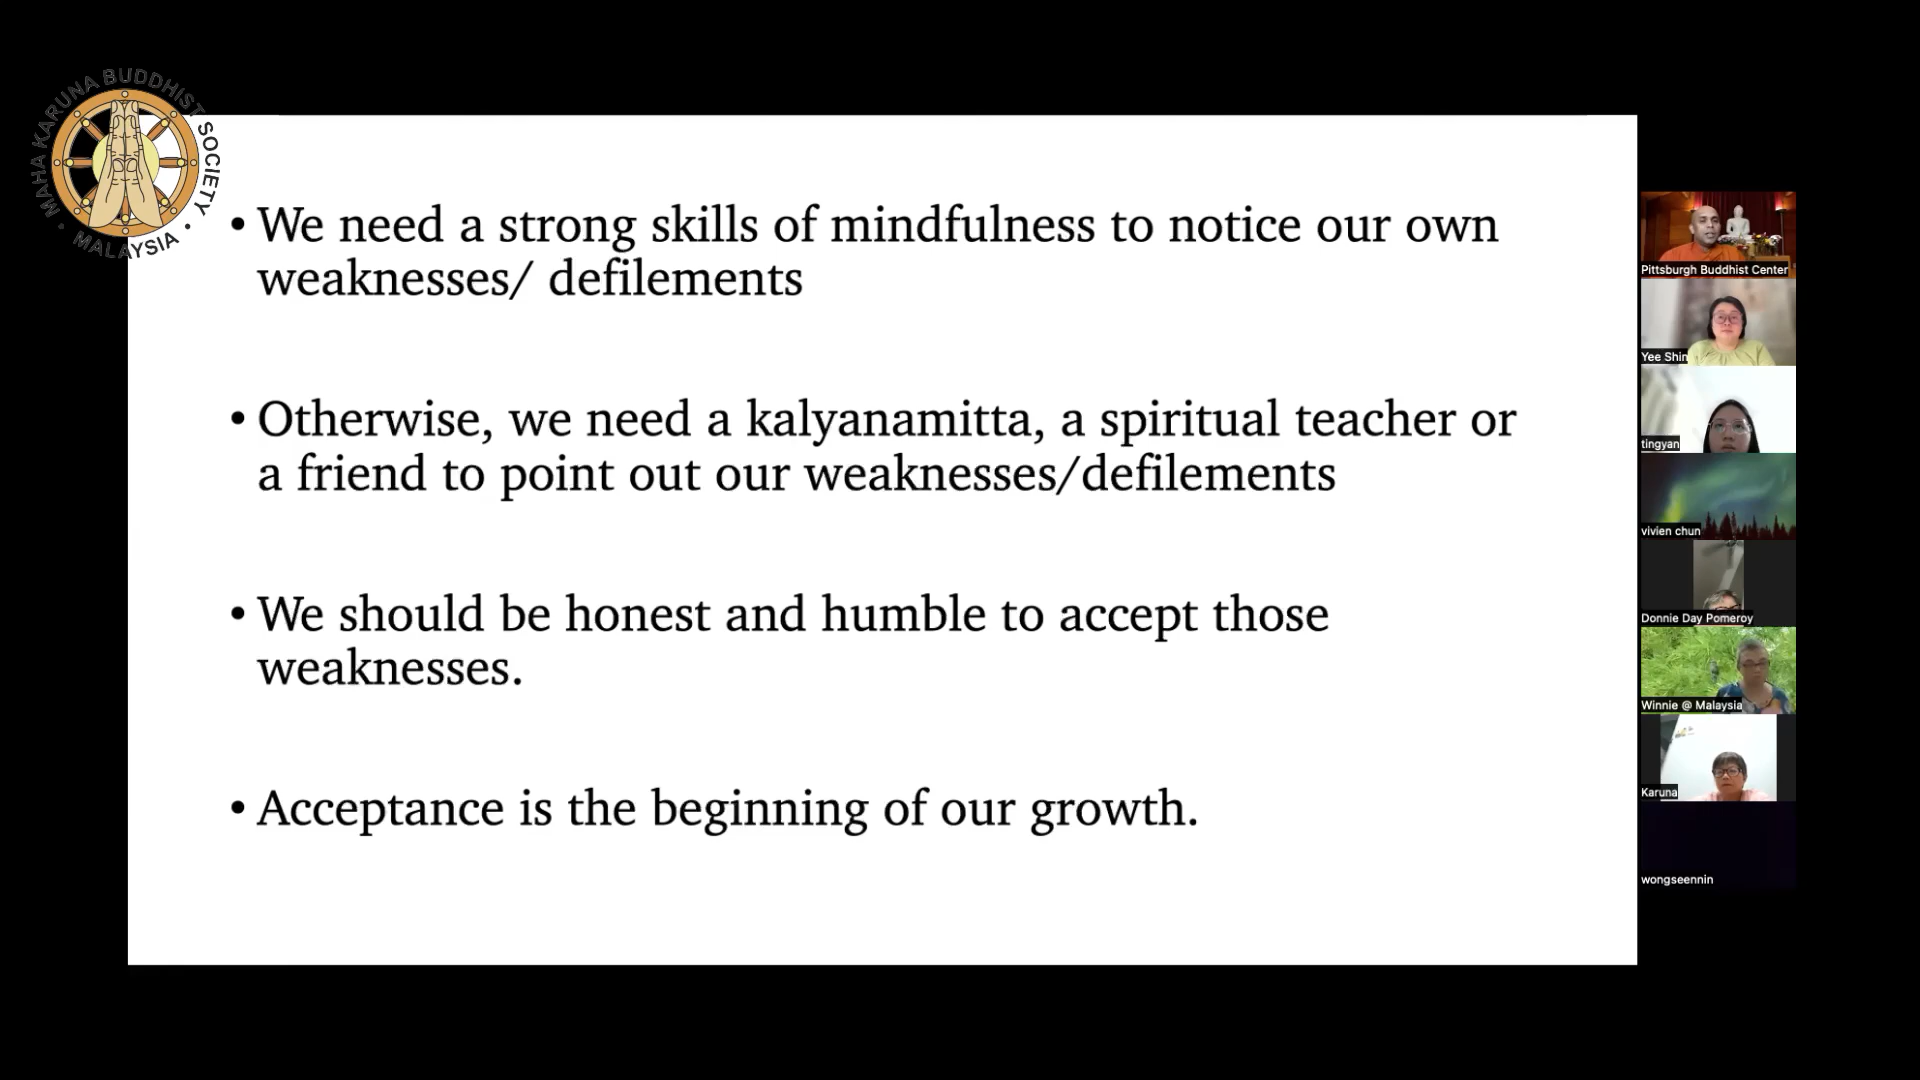 MAHA KARUNA BUDDHIST SOCIETY
• MALAYSIA •
• We need a strong skills of mindfulness to notice our own
weaknesses/ defilements
• Otherwise, we need a kalyanamitta, a spiritual teacher or
a friend to point out our weaknesses/defilements
• We should be honest and humble to accept those
weaknesses.
• Acceptance is the beginning of our growth.
Pittsburgh Buddhist Center
Yee Shin
tingyan
vivien chun
Donnie Day Pomeroy
Winnie @ Malaysia
Karuna
wongseennin